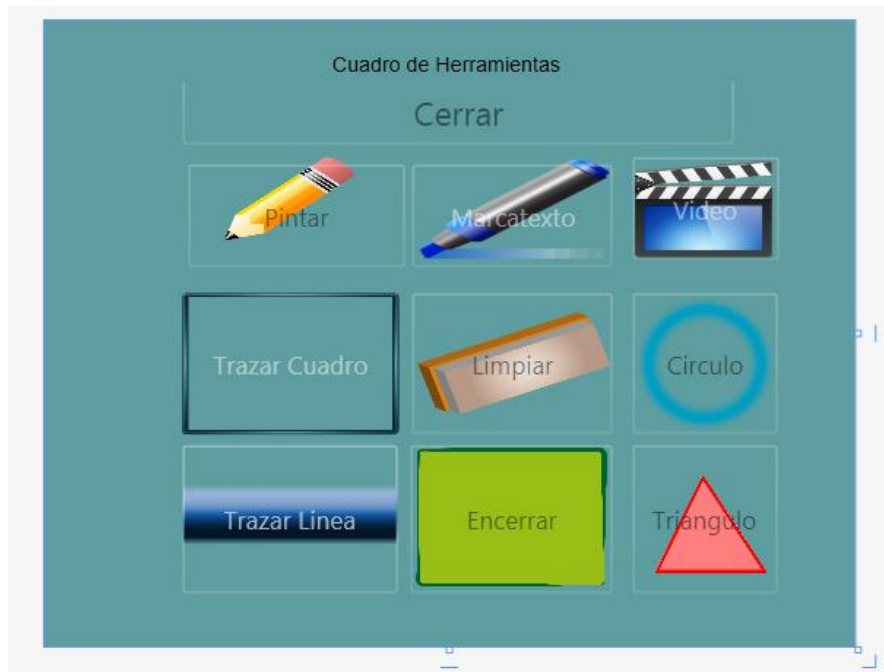 Cuadro de Herramientas
Cerrar
Pintar
Marcatexto
Video
Trazar Cuadro
Limpiar
Circulo
Trazar Linea
Encerrar
Triangulo